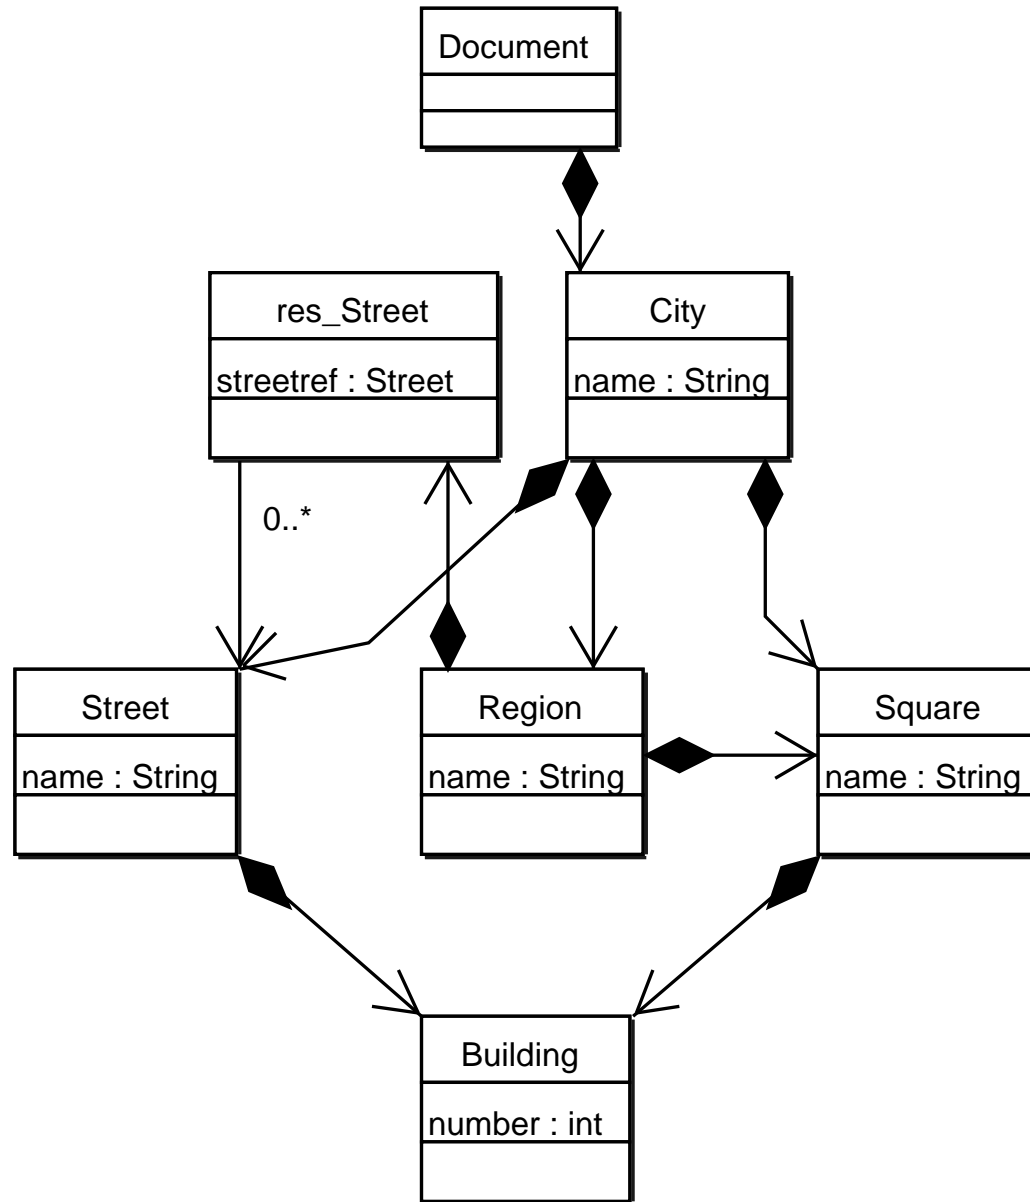 Document
res_Street
streetref : Street
City
name : String
0..*
Street
name : String
Region
name : String
Square
name : String
Building
number : int